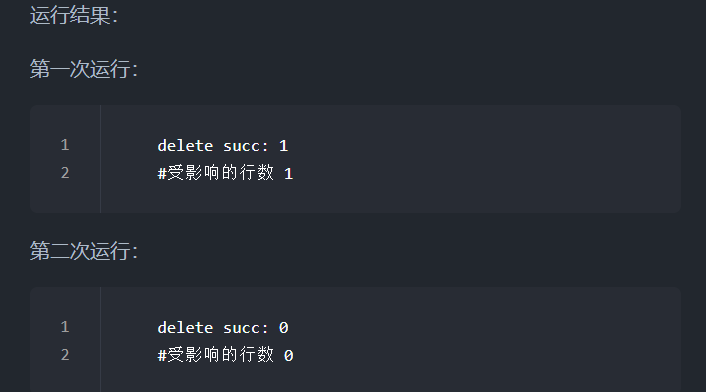 运行结果：
第一次运行：
1 delete succ: 1
2 #受影响的行数 1
第二次运行：
1 delete succ: 0
2 #受影响的行数 0